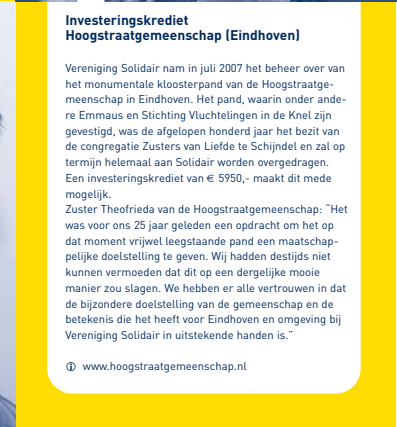 Investeringskrediet
Hoogstraatgemeenschap (Eindhoven)
Vereniging Solidair nam in juli 2007 het beheer over van
het monumentale kloosterpand van de Hoogstraatge-
meenschap in Eindhoven. Het pand, waarin onder ande-
re Emmaus en Stichting Vluchtelingen in de Knel zijn
gevestigd, was de afgelopen honderd jaar het bezit van
de congregatie Zusters van Liefde te Schijndel en zal op
termijn helemaal aan Solidair worden overgedragen.
Een investeringskrediet van € 5950,- maakt dit mede
mogelijk.
Zuster Theofrieda van de Hoogstraatgemeenschap: “Het
was voor ons 25 jaar geleden een opdracht om het op
dat moment vrijwel leegstaande pand een maatschap-
pelijke doelstelling te geven. Wij hadden destijds niet
kunnen vermoeden dat dit op een dergelijke mooie
manier zou slagen. We hebben er alle vertrouwen in dat
de bijzondere doelstelling van de gemeenschap en de
betekenis die het heeft voor Eindhoven en omgeving bij
Vereniging Solidair in uitstekende handen is.”
www.hoogstraatgemeenschap.nl